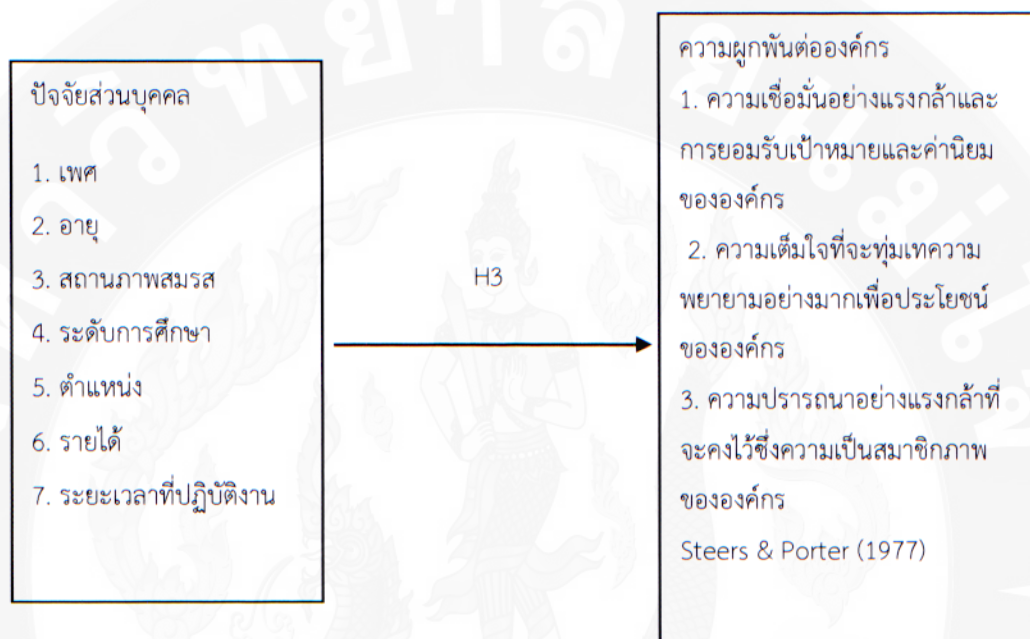 ปัจจัยส่วนบุคคล
1. เพศ
2. อายุ
3. สถานภาพสมรส
4. ระดับการศึกษา
5. ตำแหน่ง
6. รายได้
7. ระยะเวลาที่ปฏิบัติงาน
H3
ความผูกพันต่อองค์กร
1. ความเชื่อมั่นอย่างแรงกล้าและ
การยอมรับเป้าหมายและค่านิยม
ขององค์กร
2. ความเต็มใจที่จะทุ่มเทความ
พยายามอย่างมากเพื่อประโยชน์
ขององค์กร
3. ความปรารถนาอย่างแรงกล้าที่
จะคงไว้ซึ่งความเป็นสมาชิกภาพ
ขององค์กร
Steers & Porter (1977)